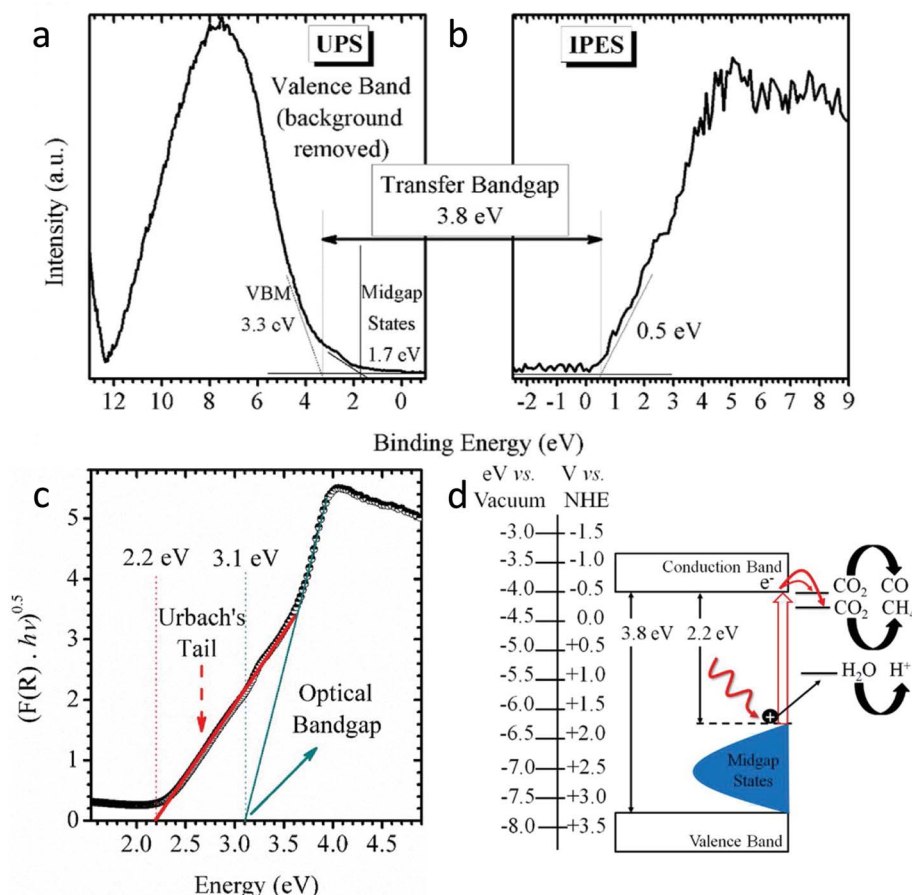 a
UPS
Valence Band
(background
removed)
b
IPES
Transfer Bandgap
3.8 eV
VBM
3.3 eV
Midgap
States
1.7 eV
0.5 eV
Intensity (a.u.)
12 10 8 6 4 2 0
-2 -1 0 1 2 3 4 5 6 7 8 9
Binding Energy (eV)
c
2.2 eV
3.1 eV
Urbach's
Tail
Optical
Bandgap
(F(R) . hν)^0.5
5
4
3
2
1
0
2.0 2.5 3.0 3.5 4.0 4.5
Energy (eV)
d
eV vs. V vs.
Vacuum NHE
-3.0 -1.5
-3.5 -1.0
-4.0 -0.5
-4.5 0.0
-5.0 +0.5
-5.5 +1.0
-6.0 +1.5
-6.5 +2.0
-7.0 +2.5
-7.5 +3.0
-8.0 +3.5
Conduction Band
e-
3.8 eV
2.2 eV
+
Midgap
States
Valence Band
CO2 CO
CO2
H2O H+